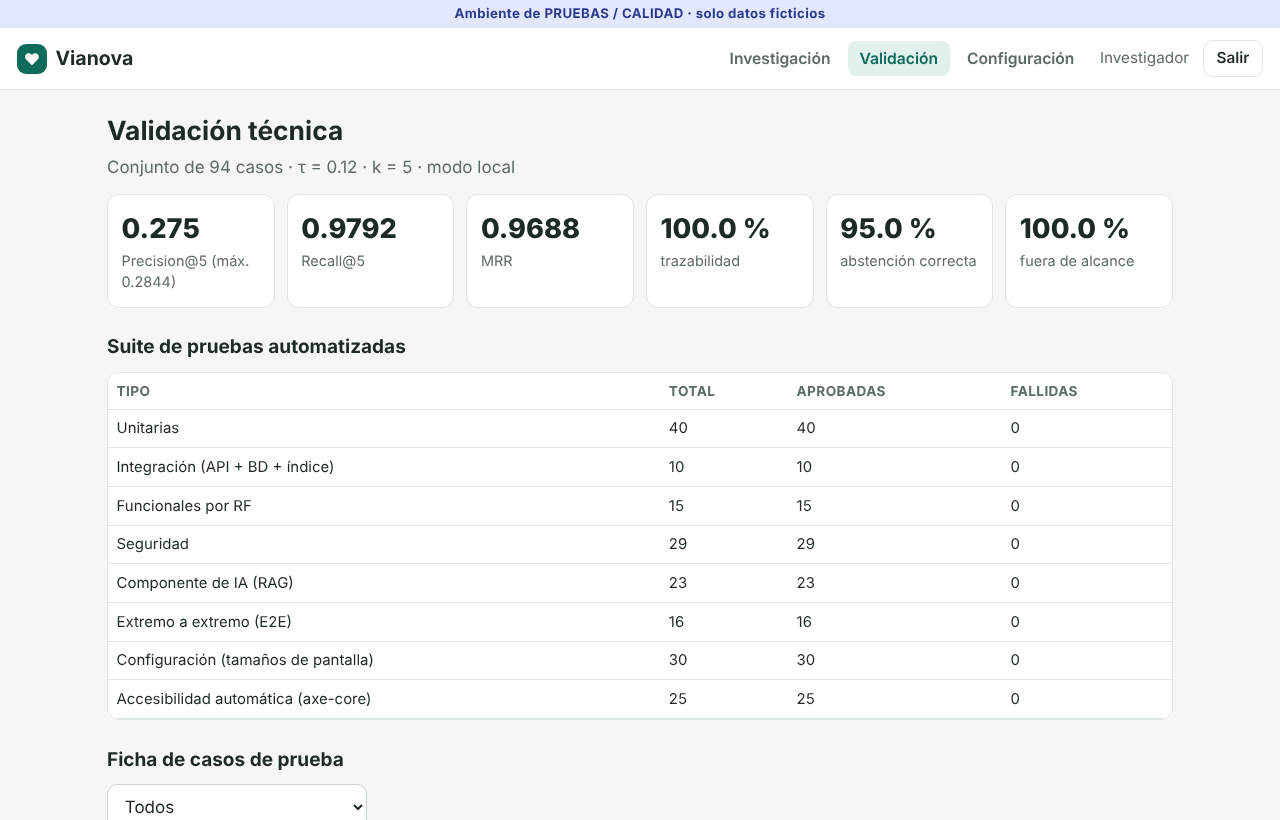 Ambiente de PRUEBAS / CALIDAD · solo datos ficticios
Vianova
Investigación
Validación
Configuración
Investigador
Salir
Validación técnica
Conjunto de 94 casos · τ = 0.12 · k = 5 · modo local
0.275
Precision@5 (máx.
0.2844)
0.9792
Recall@5
0.9688
MRR
100.0 %
trazabilidad
95.0 %
abstención correcta
100.0 %
fuera de alcance
Suite de pruebas automatizadas
TIPO TOTAL APROBADAS FALLIDAS
Unitarias 40 40 0
Integración (API + BD + índice) 10 10 0
Funcionales por RF 15 15 0
Seguridad 29 29 0
Componente de IA (RAG) 23 23 0
Extremo a extremo (E2E) 16 16 0
Configuración (tamaños de pantalla) 30 30 0
Accesibilidad automática (axe-core) 25 25 0
Ficha de casos de prueba
Todos